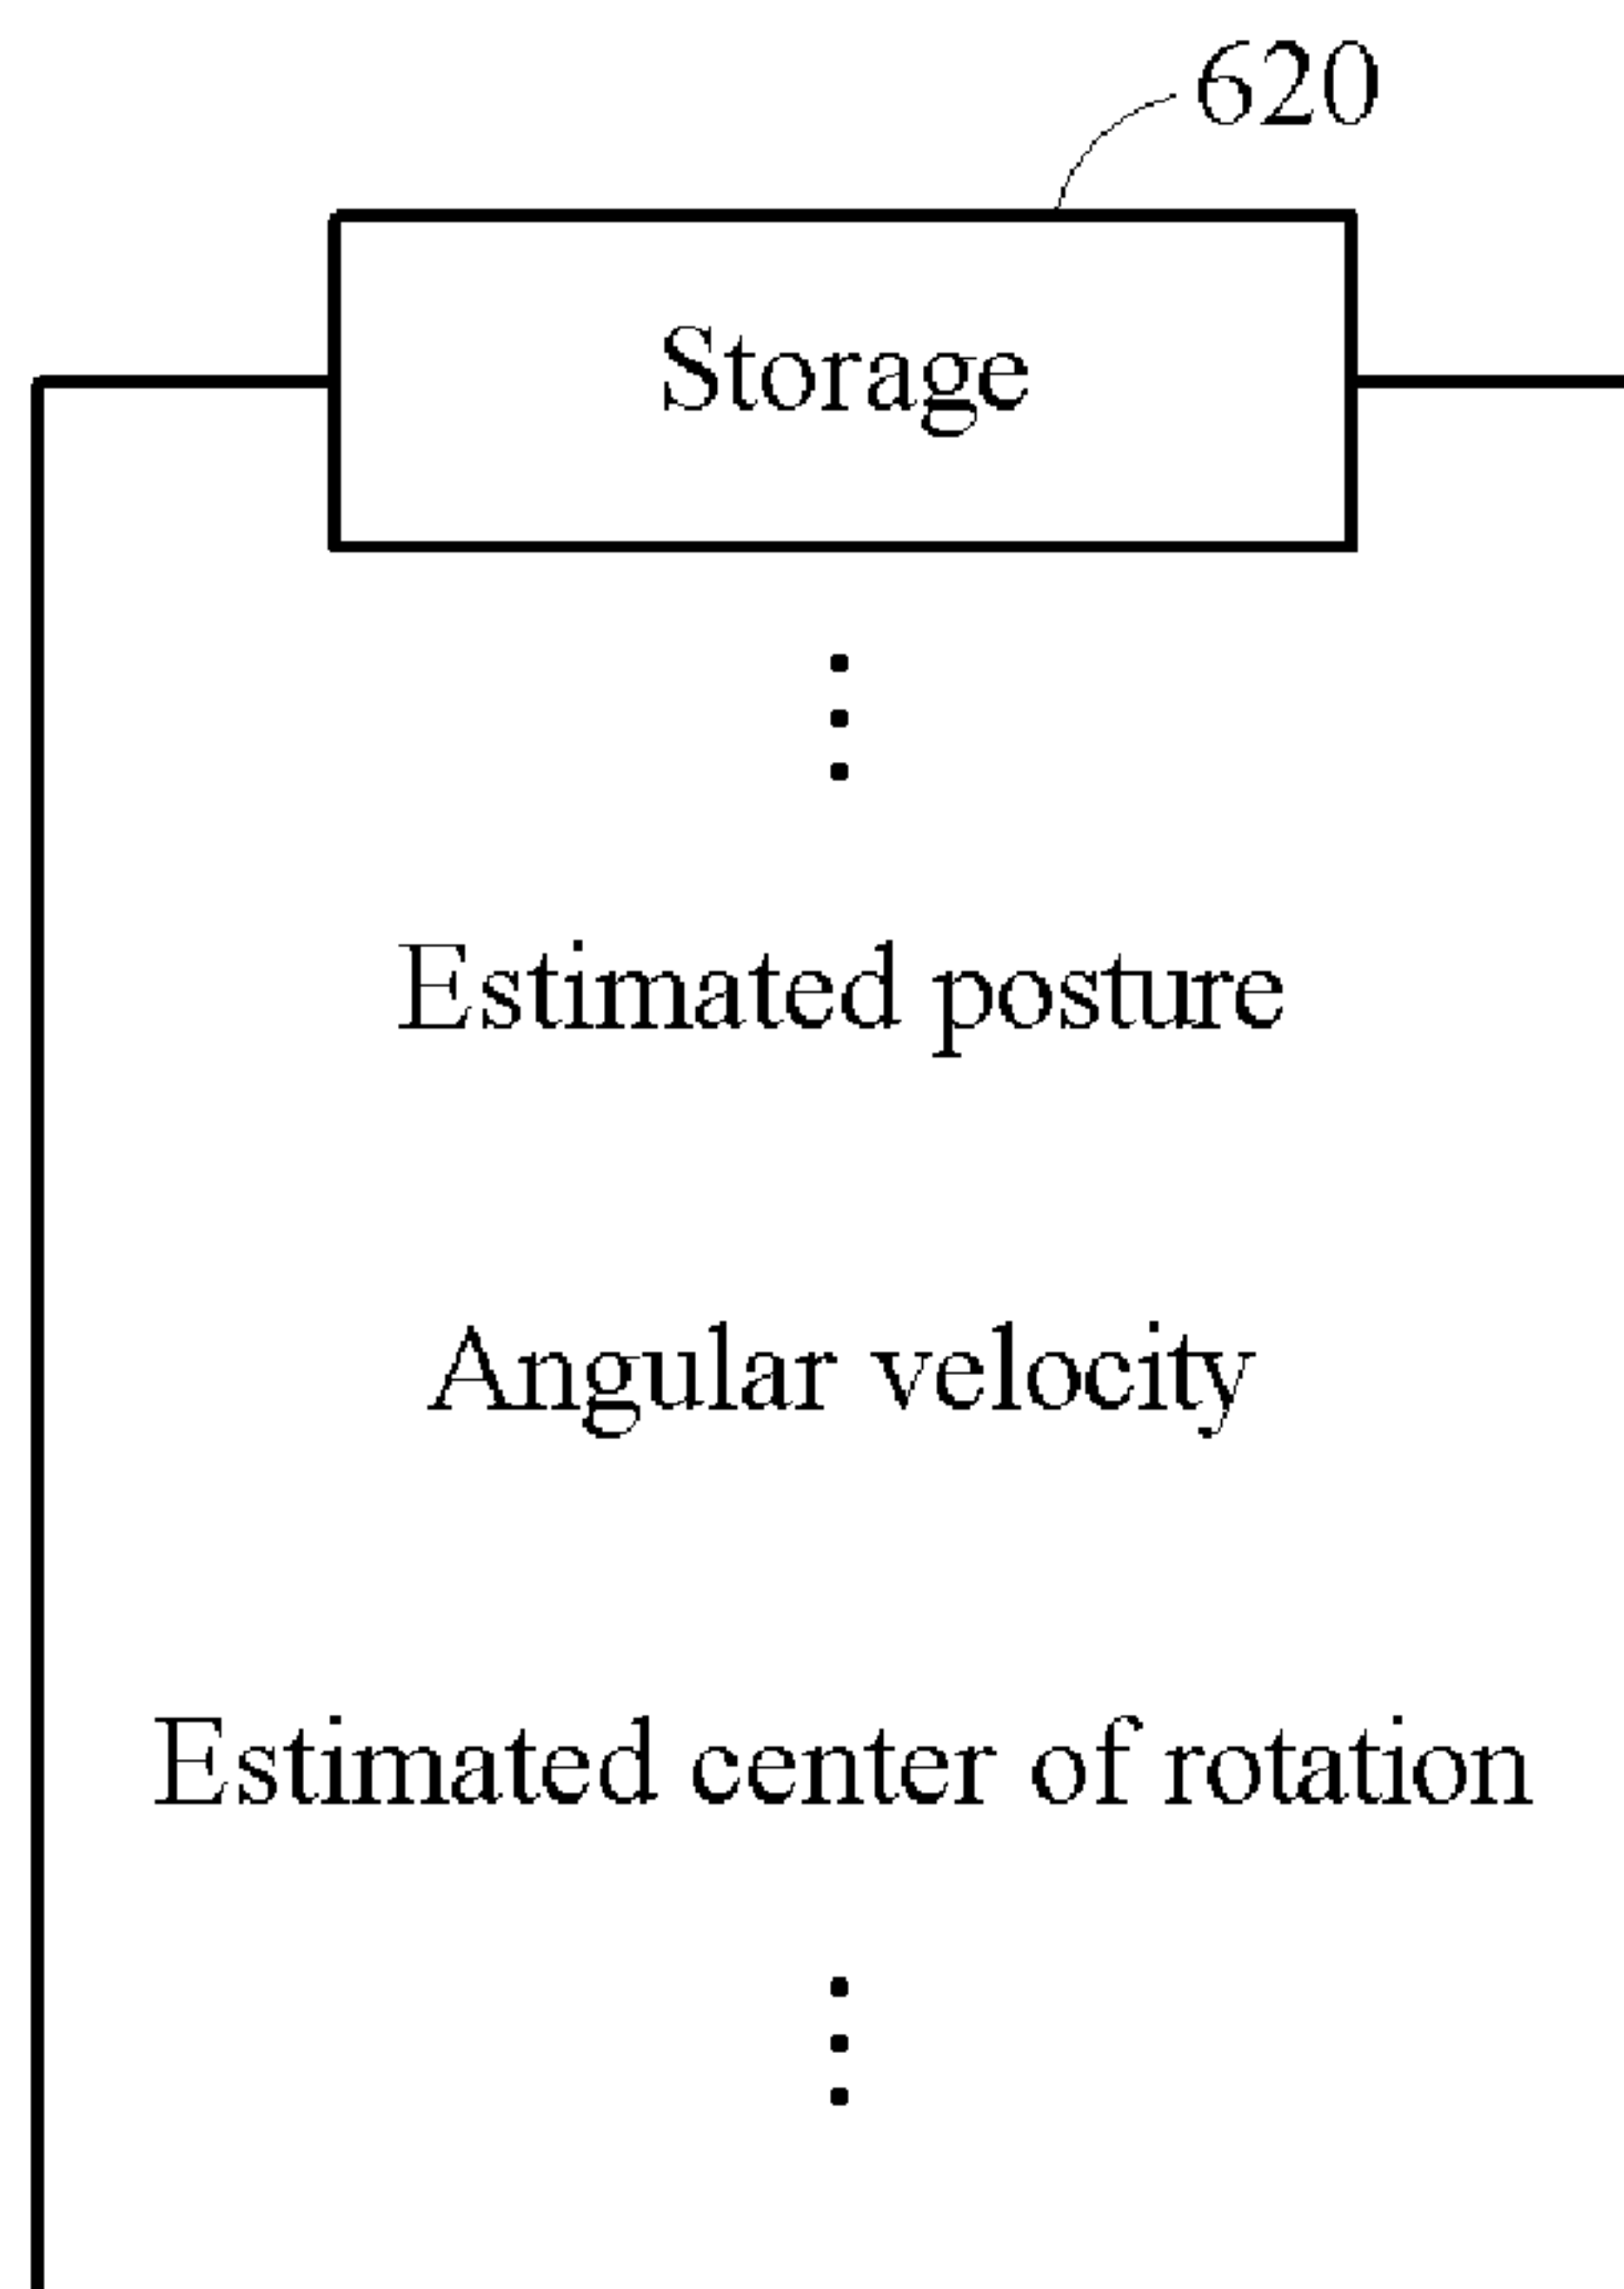 620
Storage
Estimated posture
Angular velocity
Estimated center of rotation